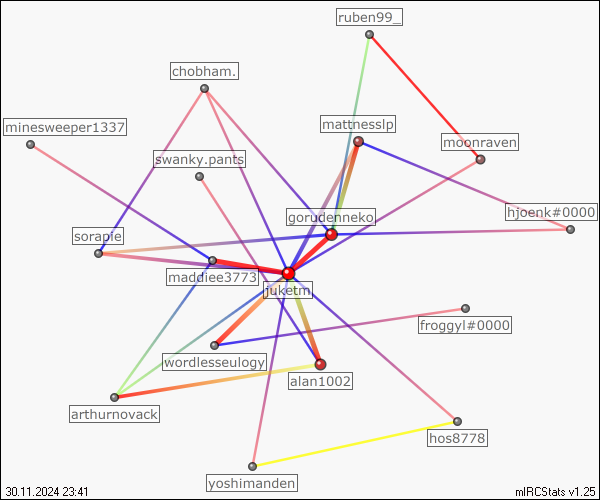 ruben99_
chobham.
minesweeper1337
mattnesslp
moonraven
swanky.pants
gorudenneko
hjoenk#0000
sorapie
maddiee3773
juketm
froggyl#0000
wordlesseulogy
alan1002
arthurnovack
hos8778
yoshimanden
30.11.2024 23:41
mIRCStats v1.25